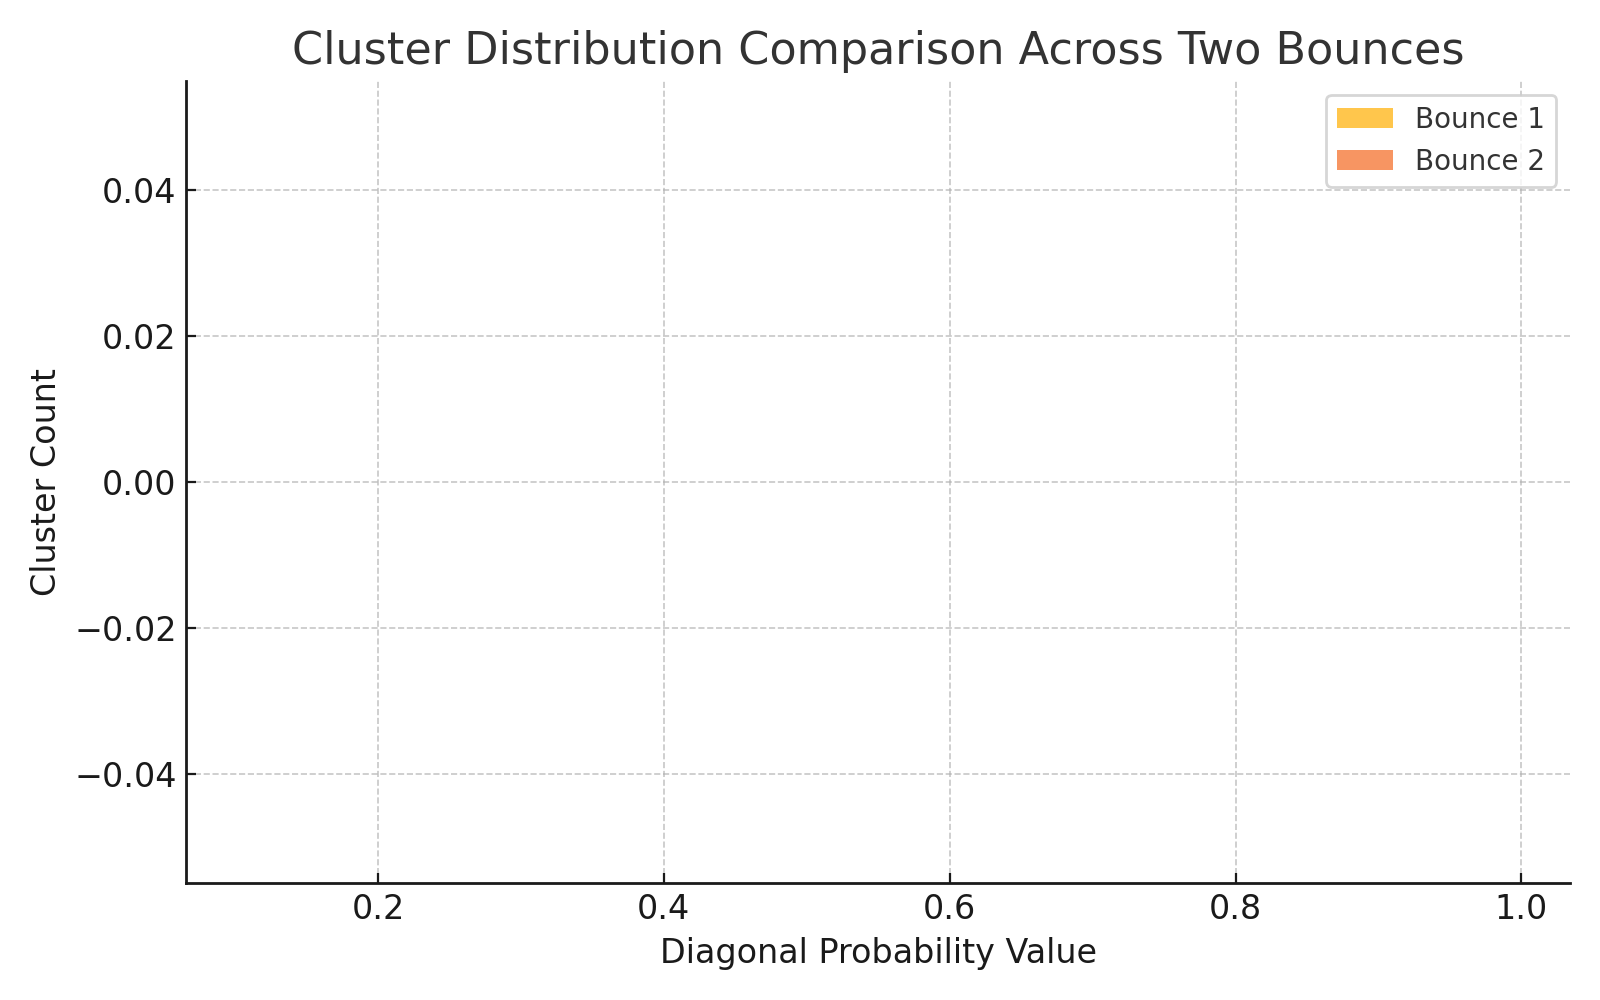 Cluster Distribution Comparison Across Two Bounces
Bounce 1
Bounce 2
0.04
0.02
0.00
−0.02
−0.04
Cluster Count
0.2 0.4 0.6 0.8 1.0
Diagonal Probability Value